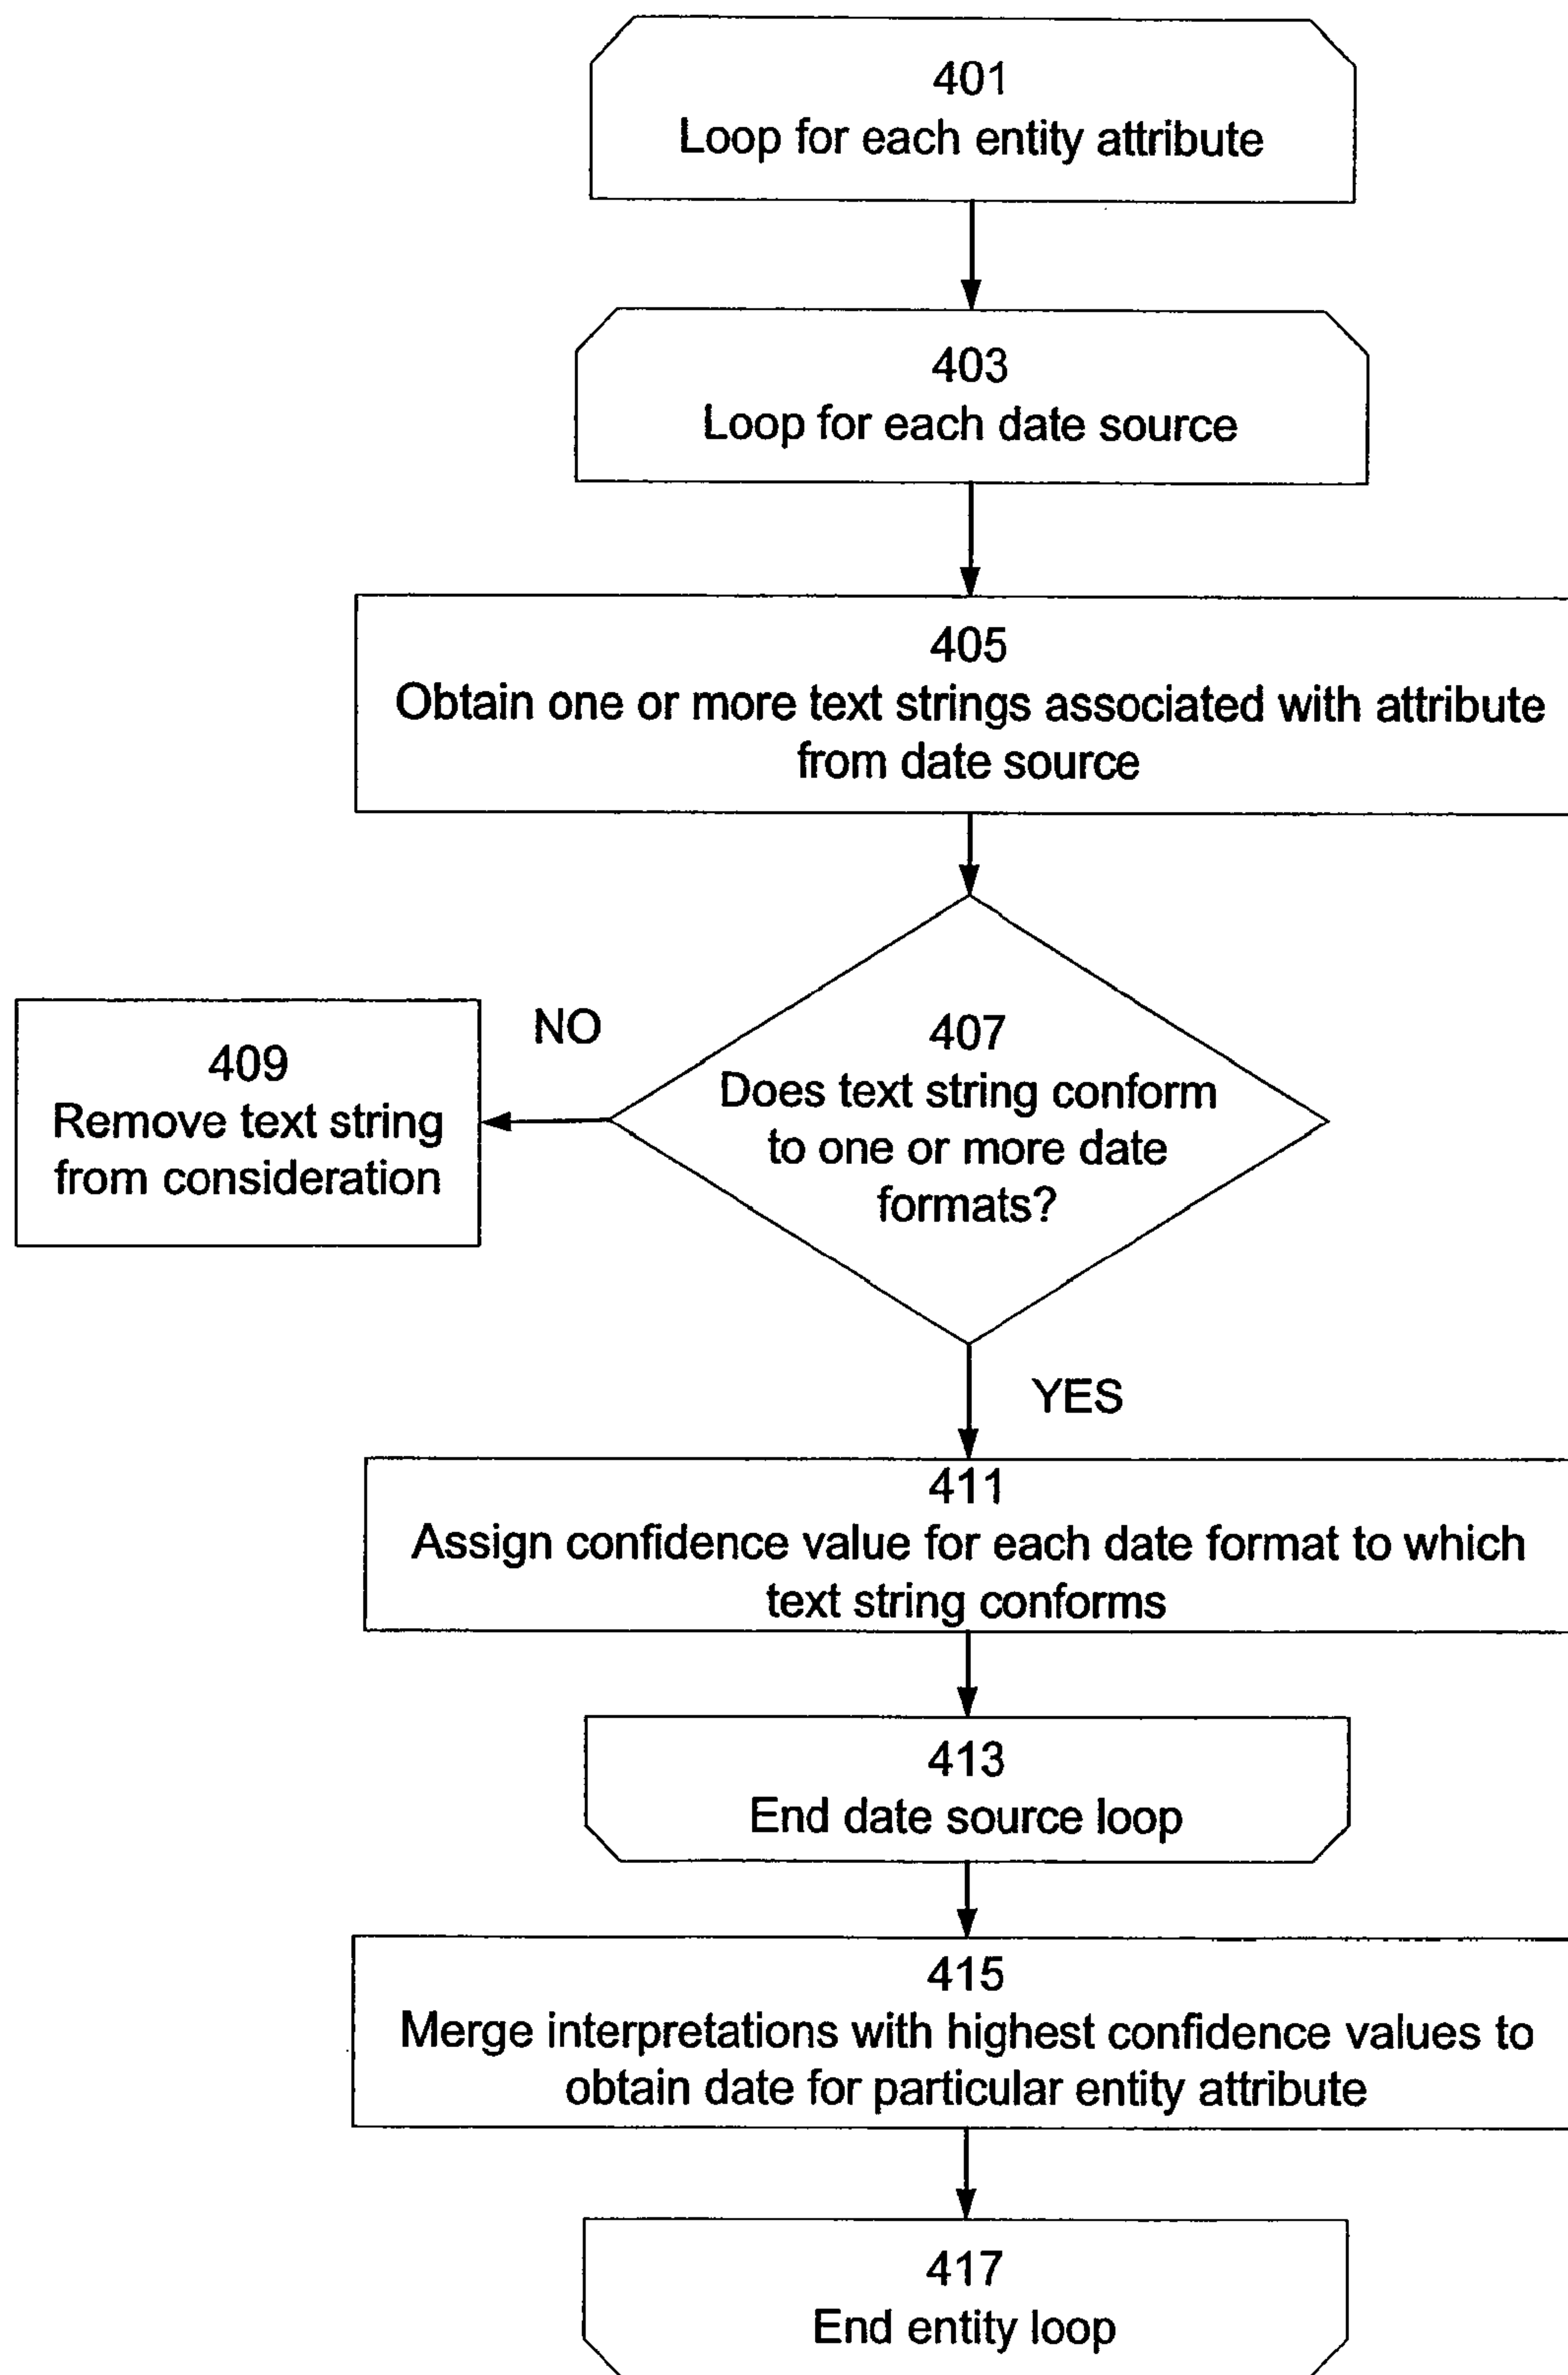 401
Loop for each entity attribute
403
Loop for each date source
405
Obtain one or more text strings associated with attribute
from date source
407
Does text string conform
to one or more date
formats?
NO
409
Remove text string
from consideration
YES
411
Assign confidence value for each date format to which
text string conforms
413
End date source loop
415
Merge interpretations with highest confidence values to
obtain date for particular entity attribute
417
End entity loop